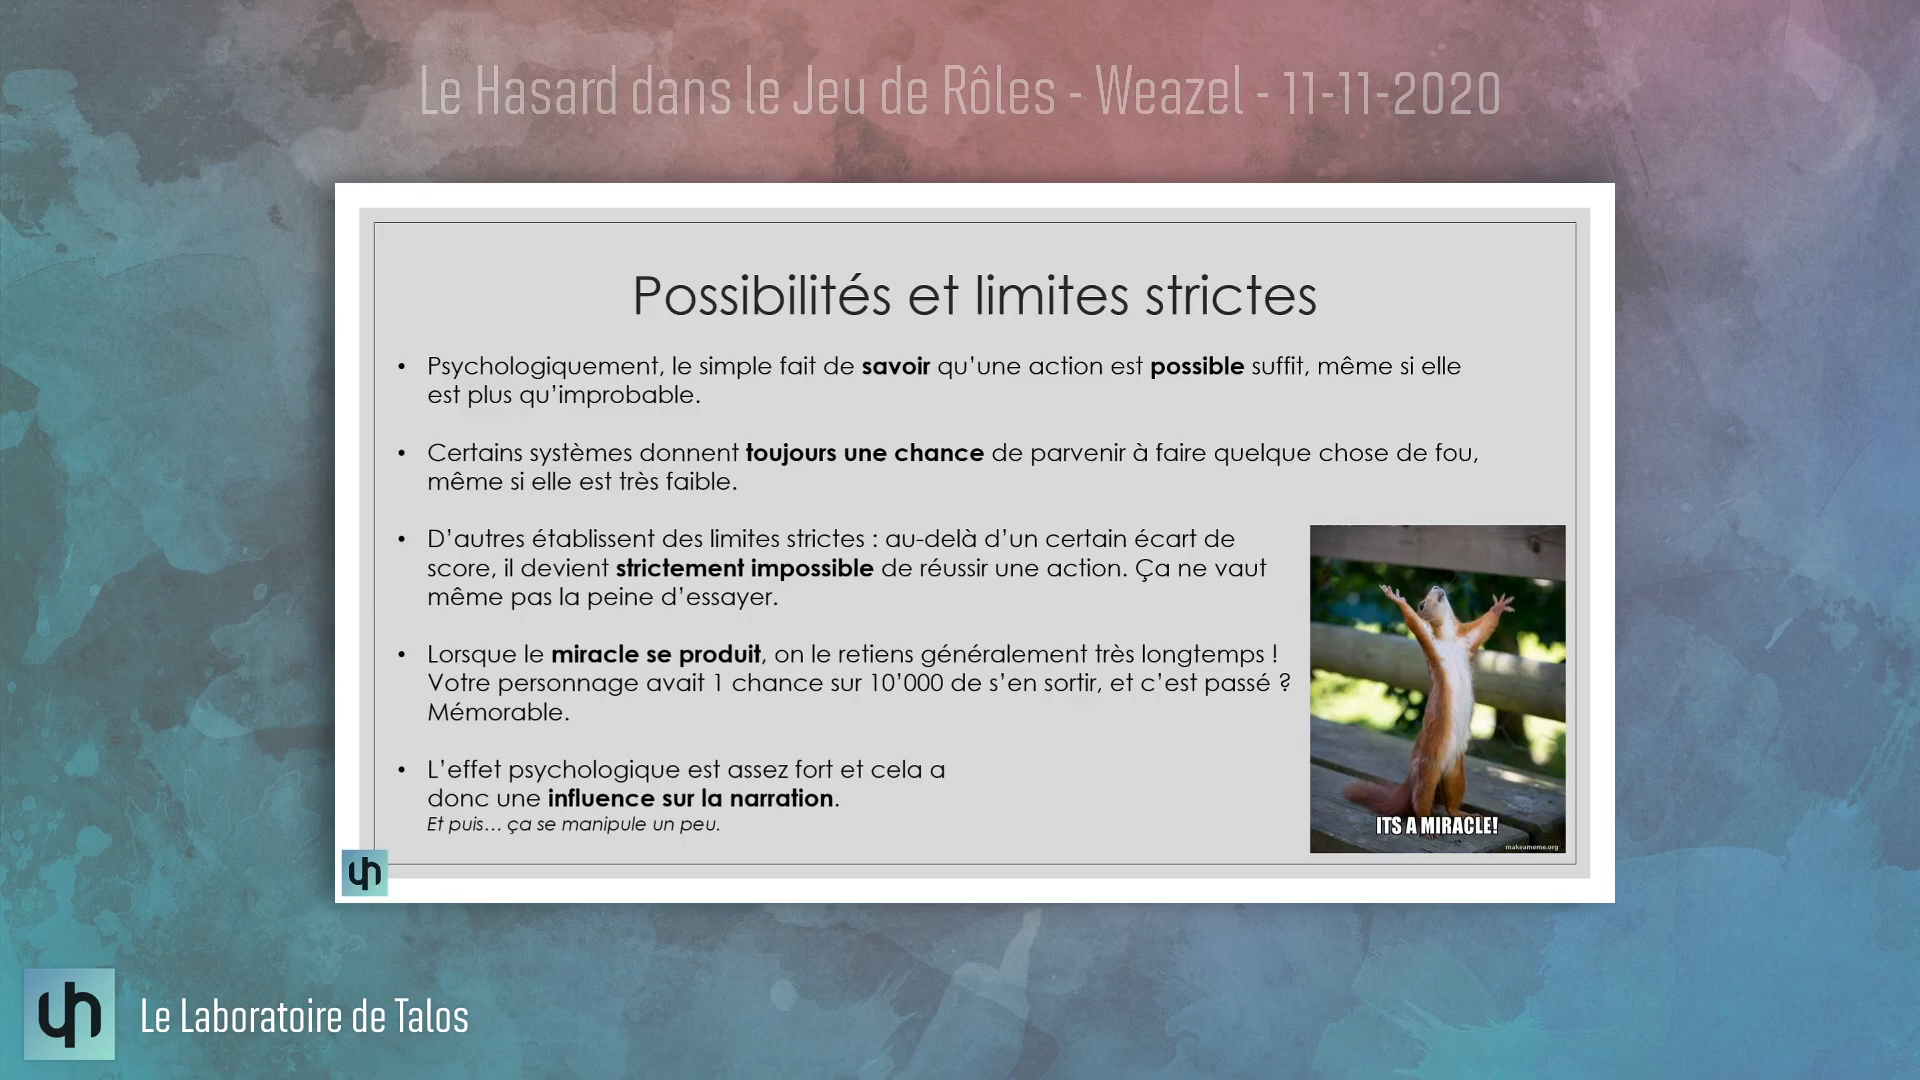 Le Hasard dans le Jeu de Rôles - Weazel - 11-11-2020
Possibilités et limites strictes
• Psychologiquement, le simple fait de savoir qu’une action est possible suffit, même si elle
est plus qu’improbable.
• Certains systèmes donnent toujours une chance de parvenir à faire quelque chose de fou,
même si elle est très faible.
• D’autres établissent des limites strictes : au-delà d’un certain écart de
score, il devient strictement impossible de réussir une action. Ça ne vaut
même pas la peine d’essayer.
• Lorsque le miracle se produit, on le retiens généralement très longtemps !
Votre personnage avait 1 chance sur 10’000 de s’en sortir, et c’est passé ?
Mémorable.
• L’effet psychologique est assez fort et cela a
donc une influence sur la narration.
Et puis… ça se manipule un peu.
ITS A MIRACLE!
makeameme.org
Le Laboratoire de Talos